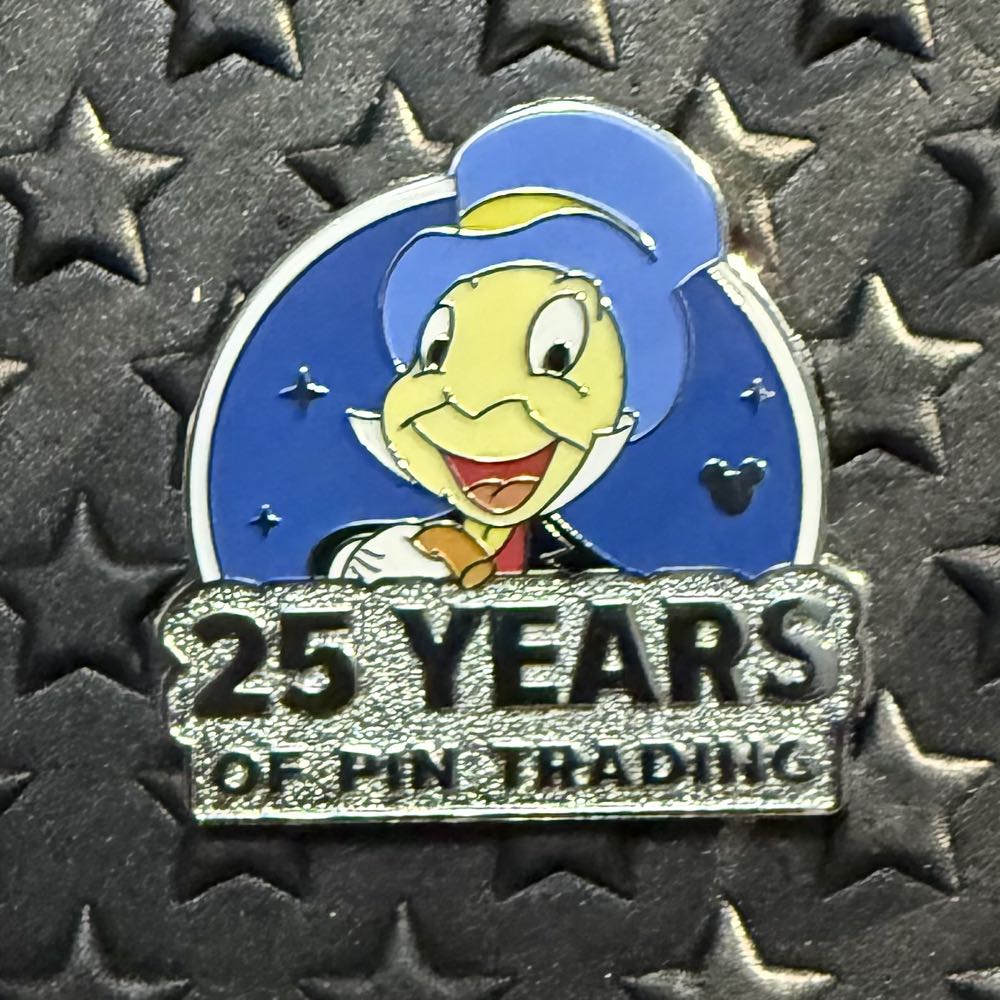 25 YEARS
OF PIN TRADING